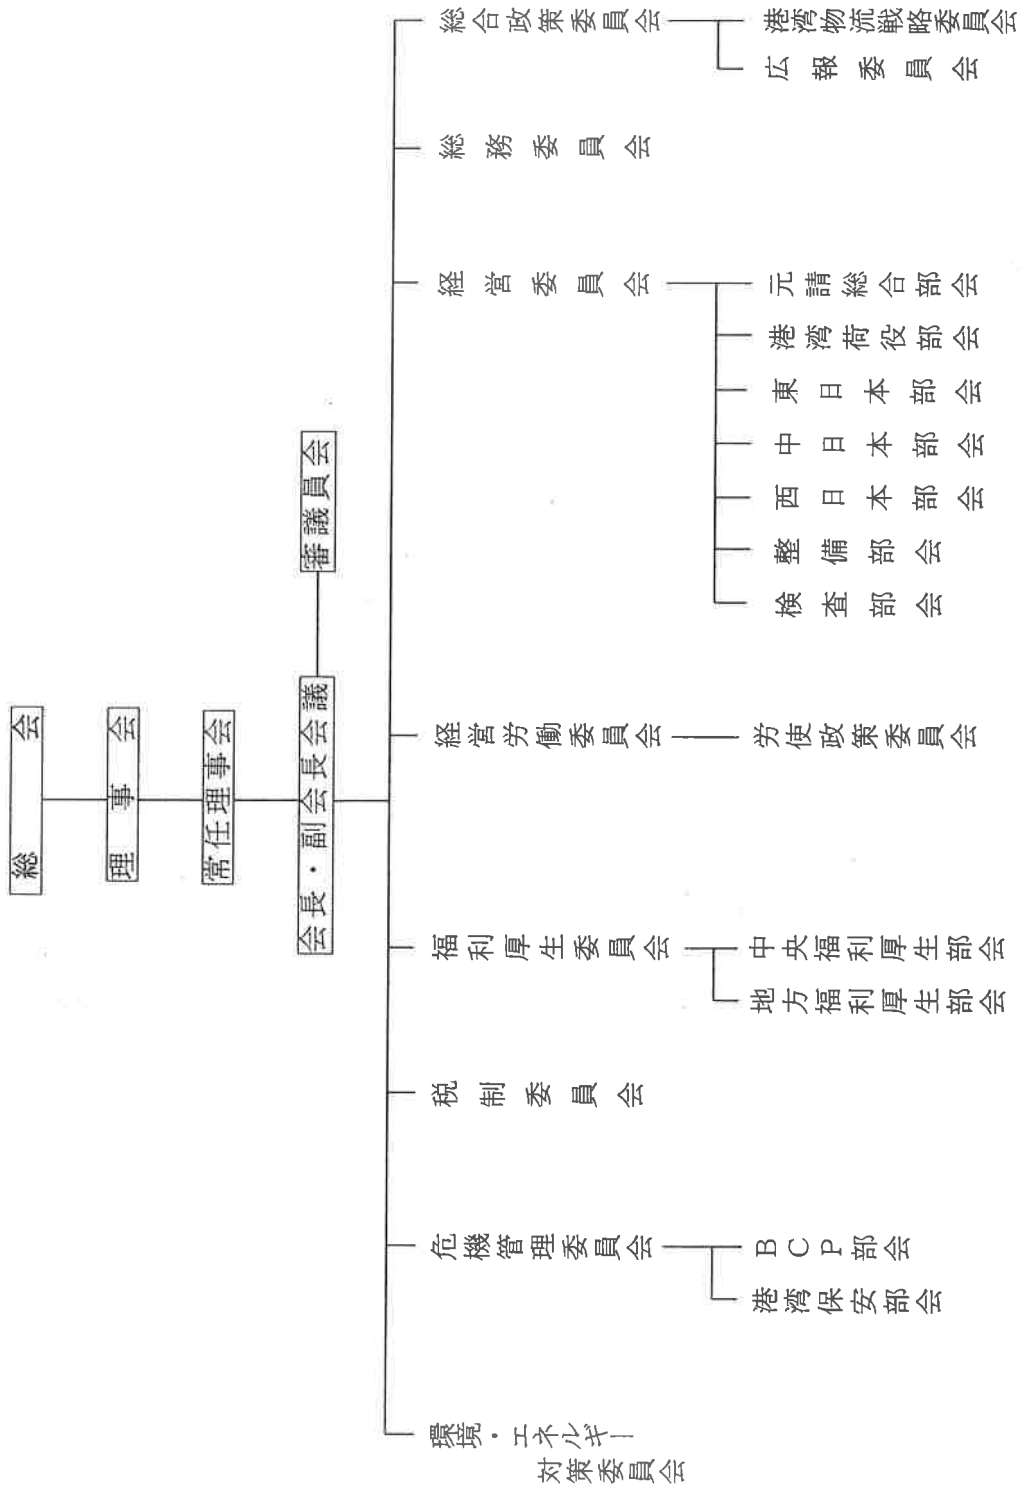 総会
理事会
常任理事会
会長・副会長会議
審議員会
総合政策委員会
港湾物流戦略委員会
広報委員会
総務委員会
経営委員会
元請総合部会
港湾荷役部会
東日本部会
中日本部会
西日本部会
整備部会
検査部会
経営労働委員会
労使政策委員会
福利厚生委員会
中央福利厚生部会
地方福利厚生部会
税制委員会
危機管理委員会
BCP部会
港湾保安部会
環境・エネルギー
対策委員会